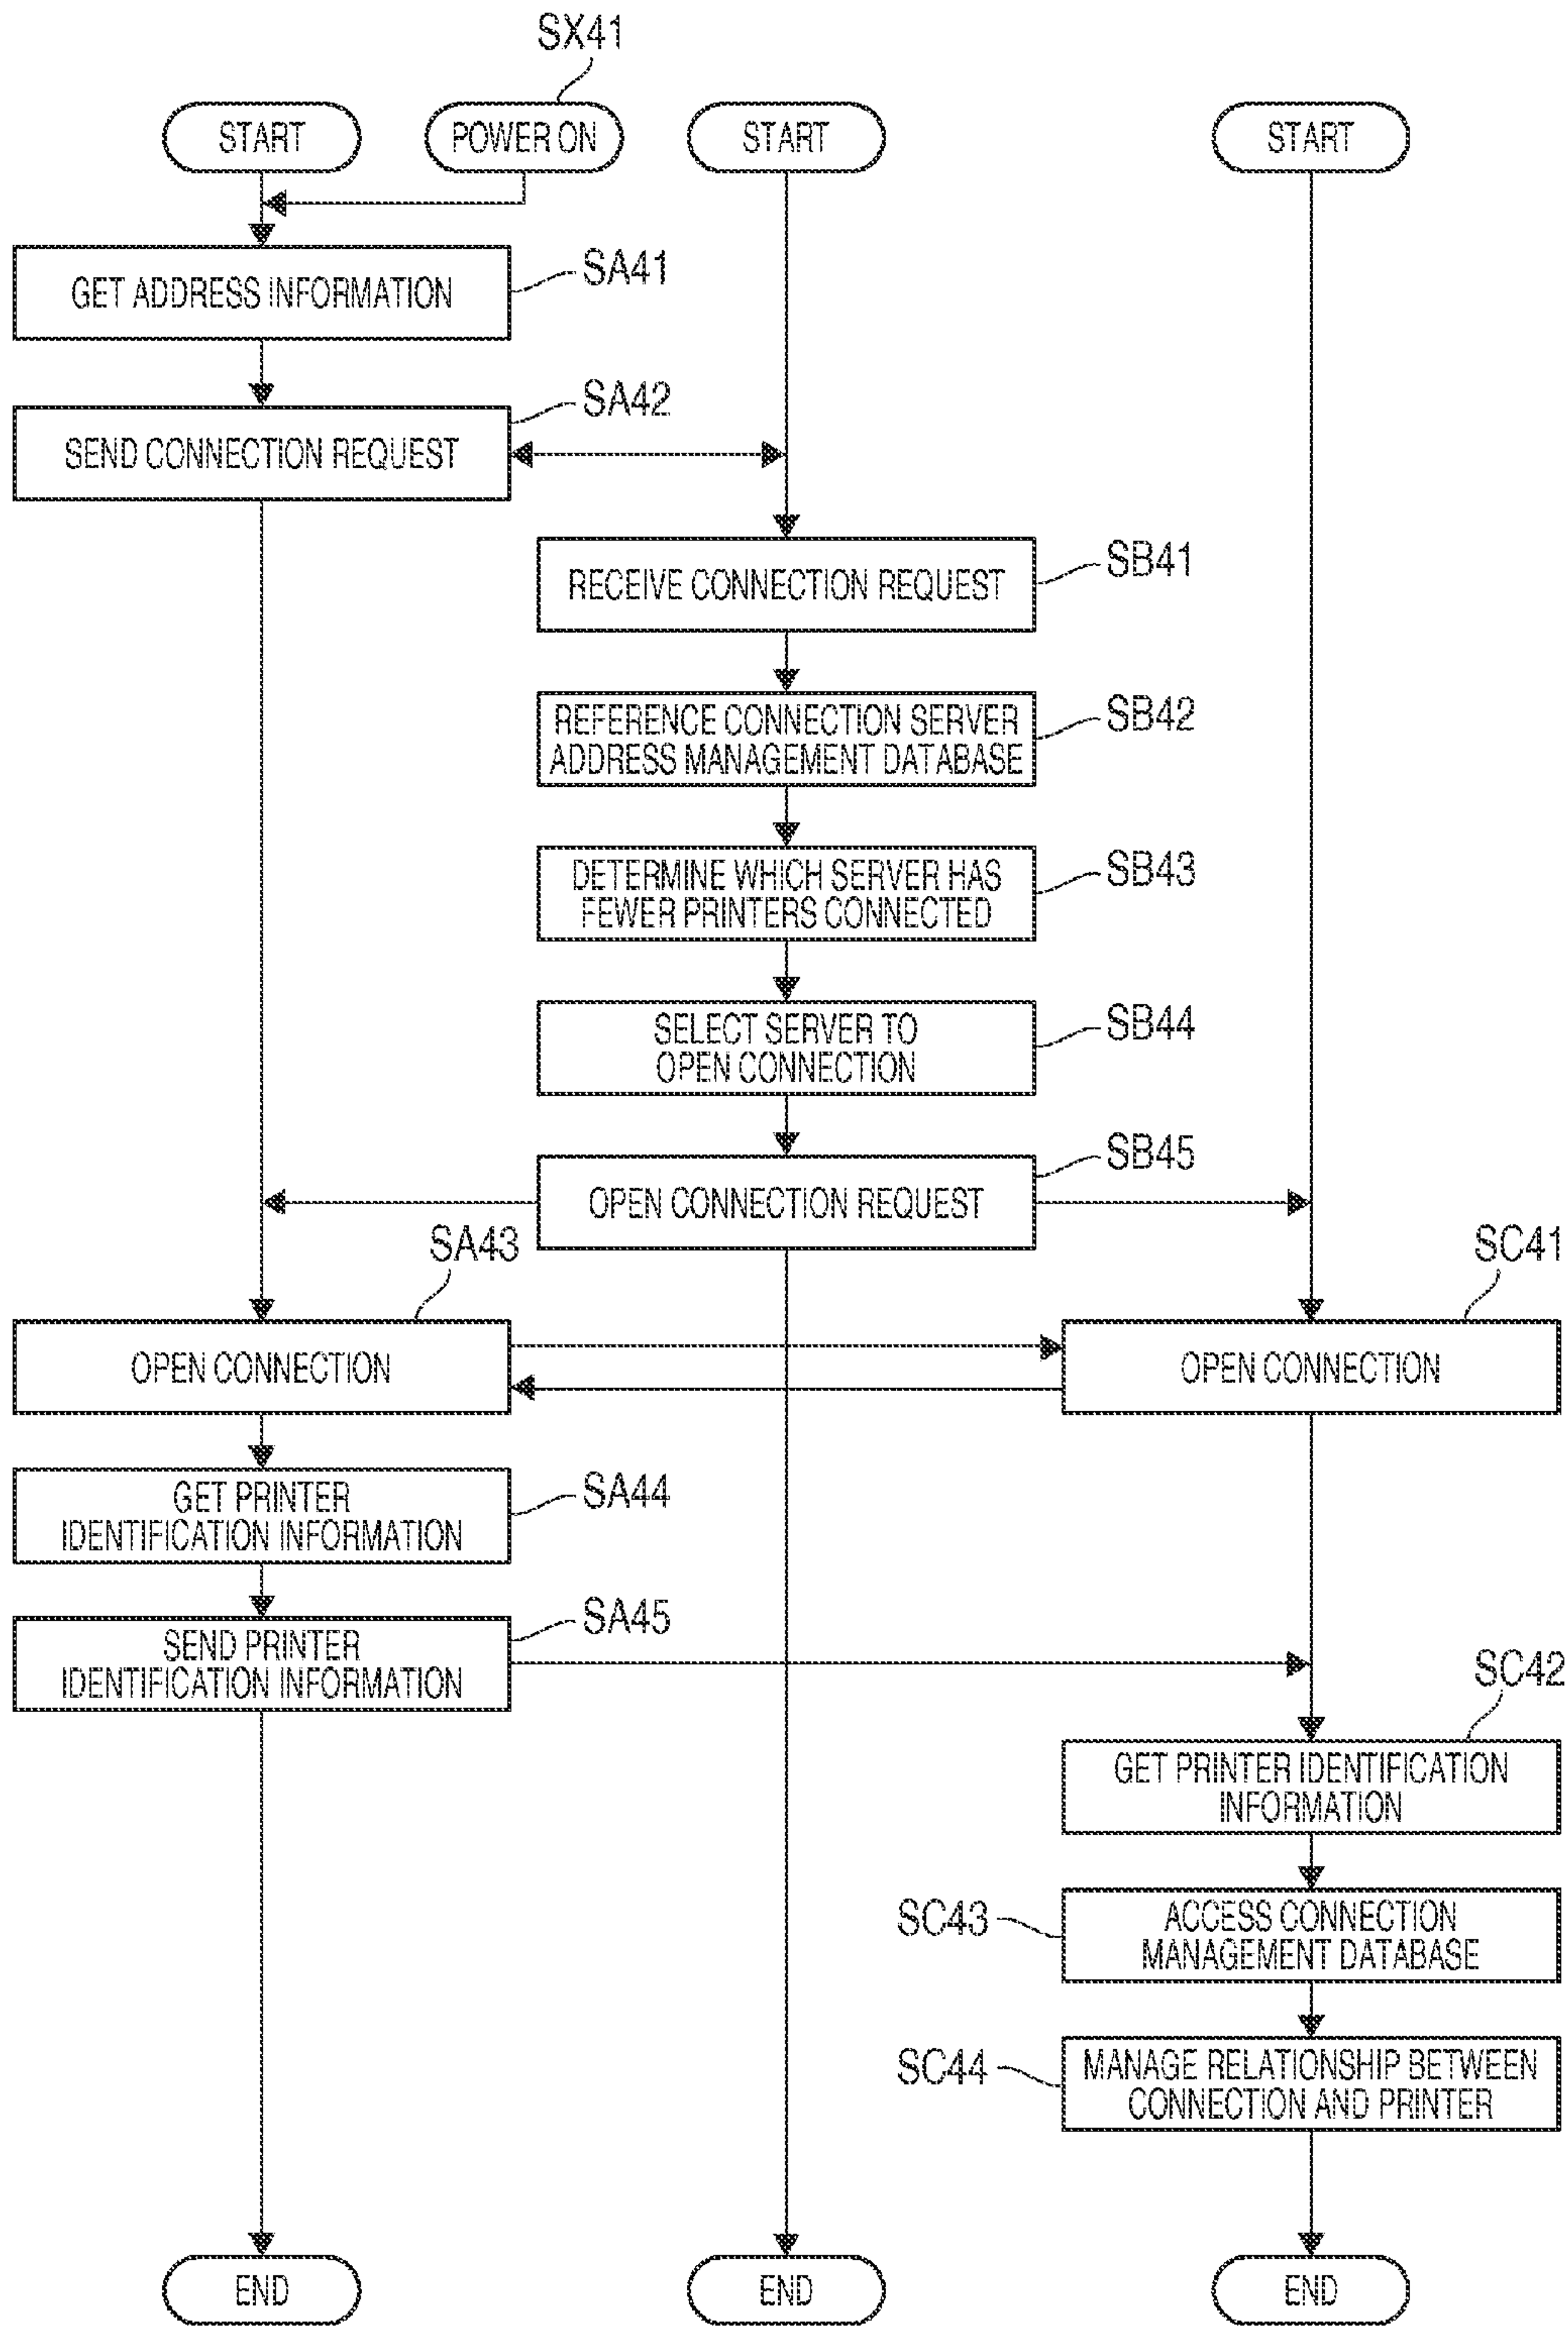 SX41
START
POWER ON
START
START
GET ADDRESS INFORMATION
SA41
SEND CONNECTION REQUEST
SA42
RECEIVE CONNECTION REQUEST
SB41
REFERENCE CONNECTION SERVER
ADDRESS MANAGEMENT DATABASE
SB42
DETERMINE WHICH SERVER HAS
FEWER PRINTERS CONNECTED
SB43
SELECT SERVER TO
OPEN CONNECTION
SB44
OPEN CONNECTION REQUEST
SB45
SA43
OPEN CONNECTION
SC41
OPEN CONNECTION
GET PRINTER
IDENTIFICATION INFORMATION
SA44
SEND PRINTER
IDENTIFICATION INFORMATION
SA45
SC42
GET PRINTER IDENTIFICATION
INFORMATION
SC43
ACCESS CONNECTION
MANAGEMENT DATABASE
SC44
MANAGE RELATIONSHIP BETWEEN
CONNECTION AND PRINTER
END
END
END